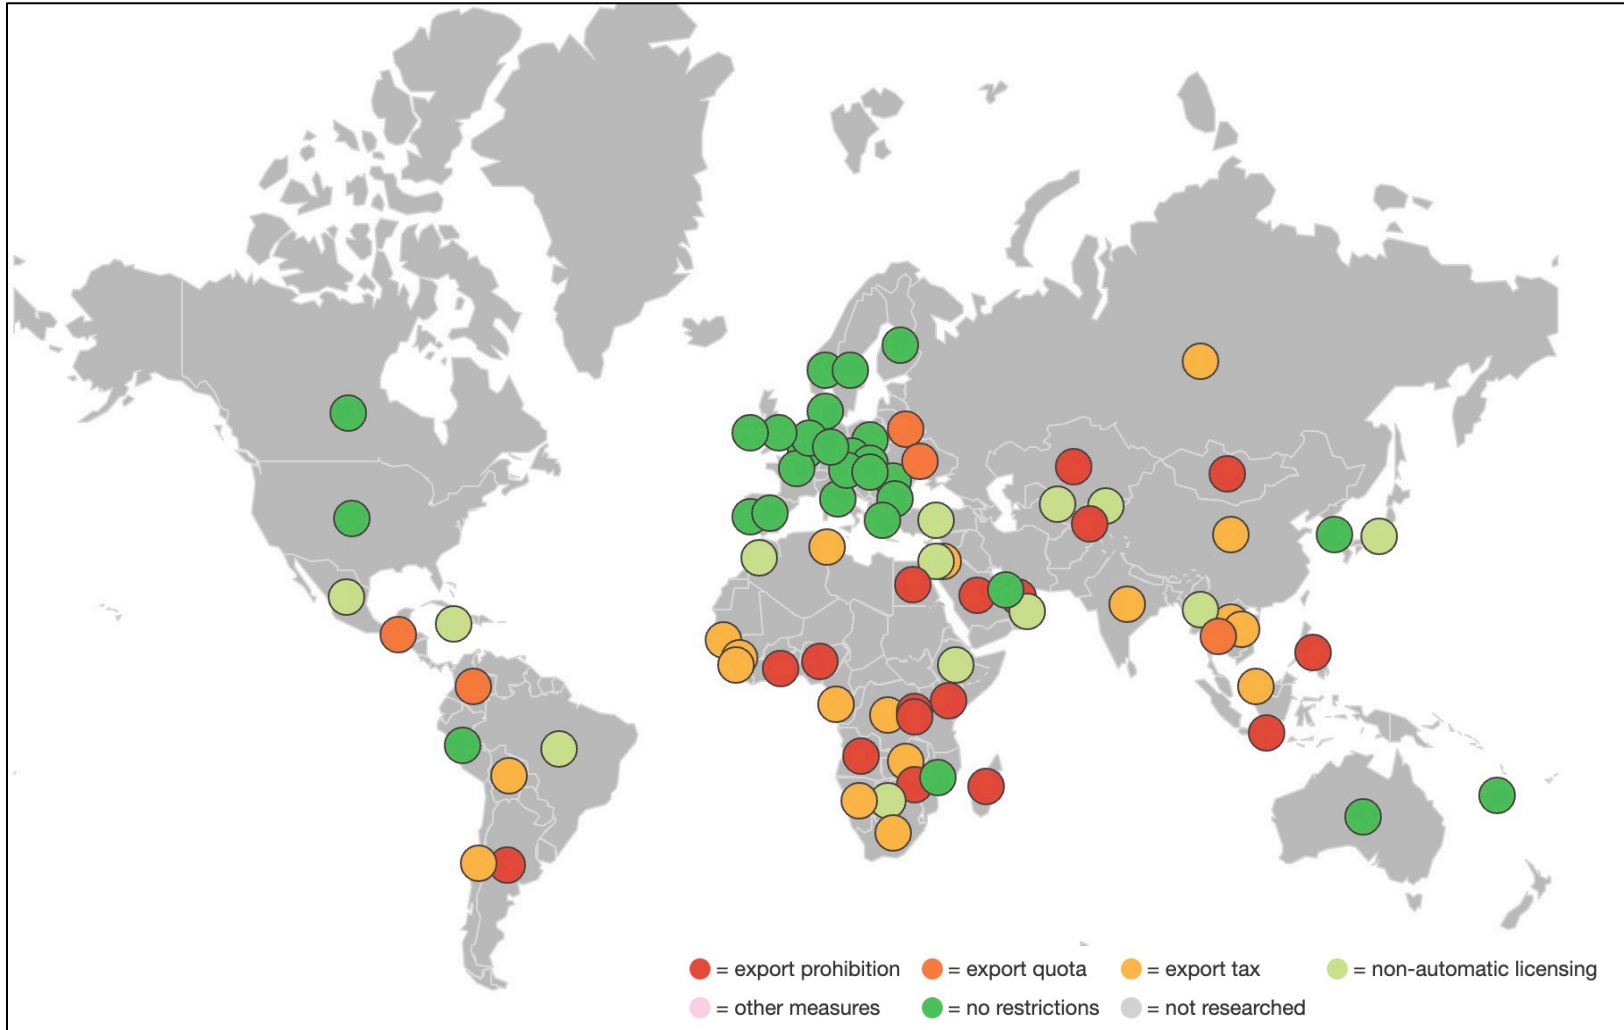 = export prohibition = export quota = export tax = non-automatic licensing
= other measures = no restrictions = not researched